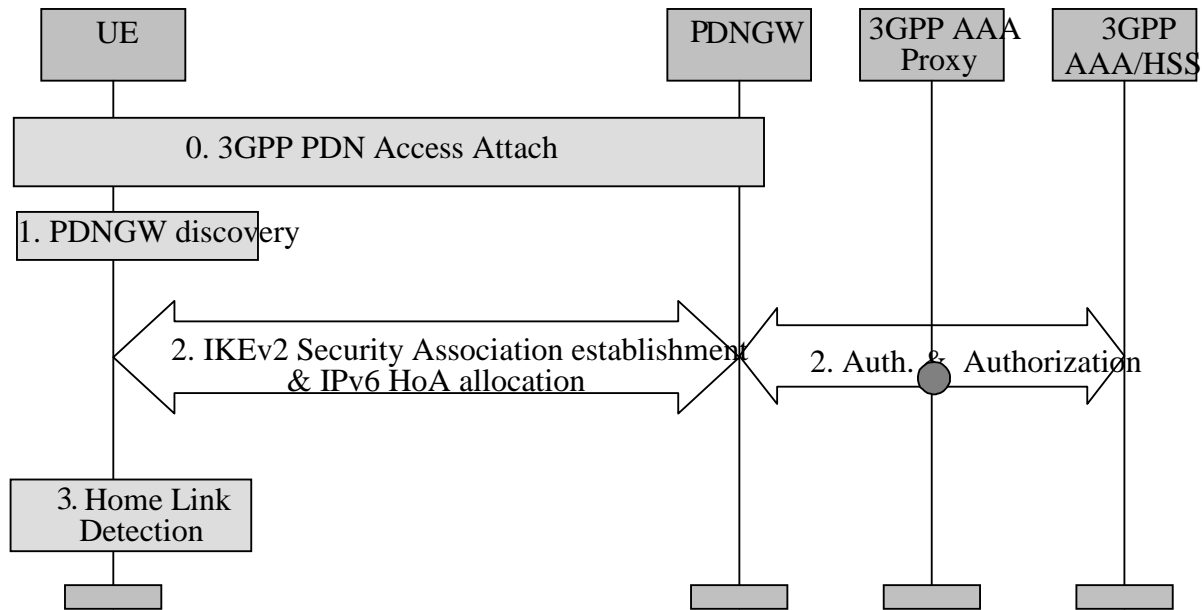 UE
PDNGW
3GPP AAA
Proxy
3GPP
AAA/HSS
0. 3GPP PDN Access Attach
1. PDNGW discovery
2. IKEv2 Security Association establishment
& IPv6 HoA allocation
2. Auth. & Authorization
3. Home Link
Detection